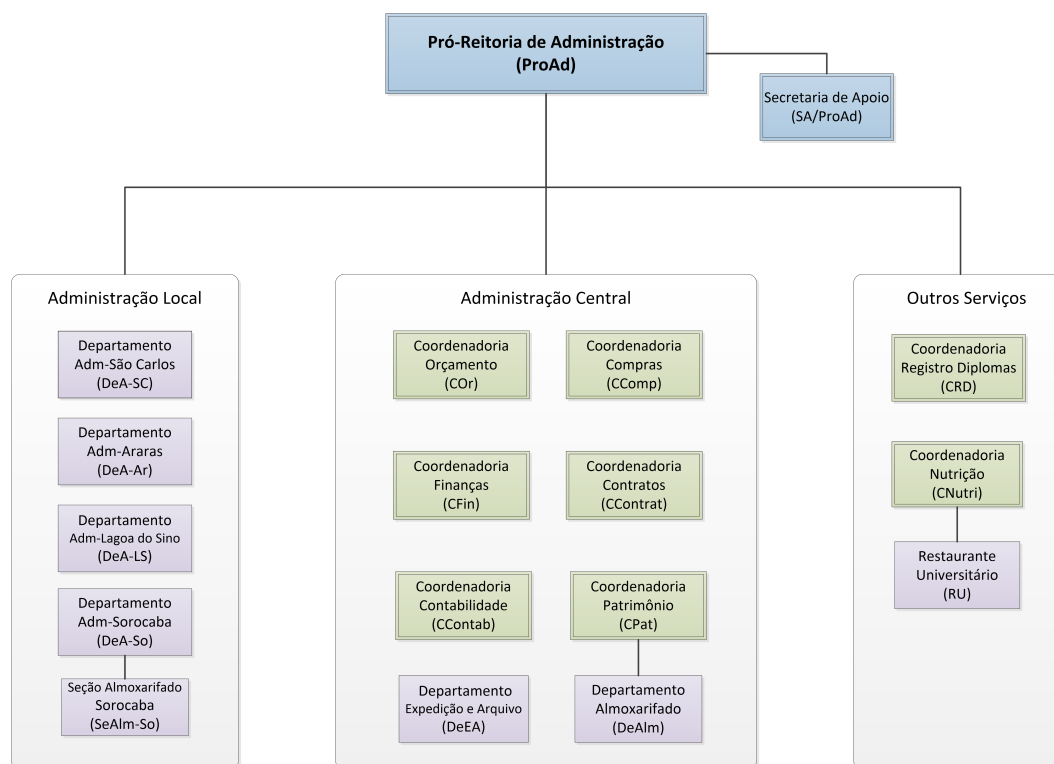 Pró-Reitoria de Administração
(ProAd)
Secretaria de Apoio
(SA/ProAd)
Administração Local
Departamento
Adm-São Carlos
(DeA-SC)
Departamento
Adm-Araras
(DeA-Ar)
Departamento
Adm-Lagoa do Sino
(DeA-LS)
Departamento
Adm-Sorocaba
(DeA-So)
Seção Almoxarifado
Sorocaba
(SeAlm-So)
Administração Central
Coordenadoria
Orçamento
(COr)
Coordenadoria
Compras
(CComp)
Coordenadoria
Finanças
(CFin)
Coordenadoria
Contratos
(CContrat)
Coordenadoria
Contabilidade
(CContab)
Coordenadoria
Patrimônio
(CPat)
Departamento
Expedição e Arquivo
(DeEA)
Departamento
Almoxarifado
(DeAlm)
Outros Serviços
Coordenadoria
Registro Diplomas
(CRD)
Coordenadoria
Nutrição
(CNutri)
Restaurante
Universitário
(RU)